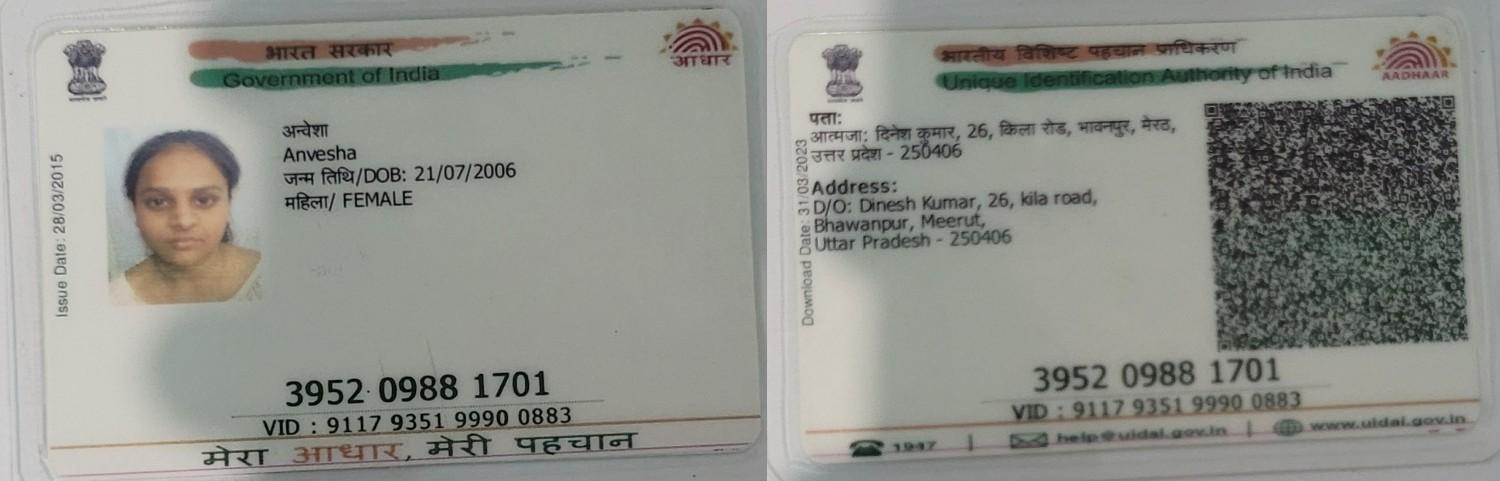 भारत सरकार
Government of India
आधार
Issue Date: 28/03/2015
अन्वेशा
Anvesha
जन्म तिथि/DOB: 21/07/2006
महिला/ FEMALE
3952 0988 1701
VID : 9117 9351 9990 0883
मेरा आधार, मेरी पहचान
भारतीय विशिष्ट पहचान प्राधिकरण
Unique Identification Authority of India
AADHAAR
Download Date: 31/03/2023
पता:
आत्मजा: दिनेश कुमार, 26, किला रोड, भावनपुर, मेरठ,
उत्तर प्रदेश - 250406
Address:
D/O: Dinesh Kumar, 26, kila road,
Bhawanpur, Meerut,
Uttar Pradesh - 250406
3952 0988 1701
VID : 9117 9351 9990 0883
1947 | help@uidai.gov.in | www.uidai.gov.in